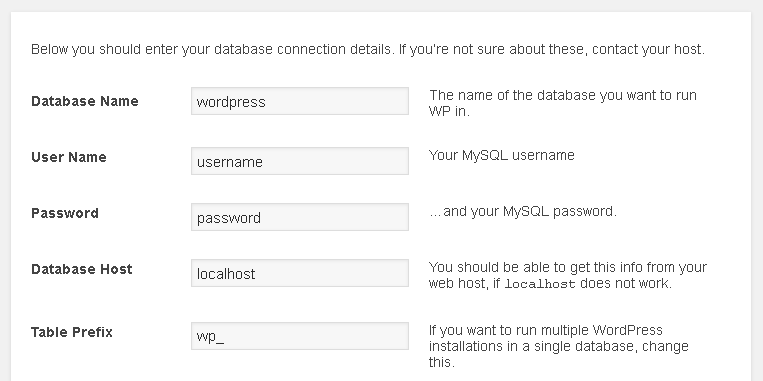 Below you should enter your database connection details. If you're not sure about these, contact your host.
Database Name
wordpress
The name of the database you want to run
WP in.
User Name
username
Your MySQL username
Password
password
…and your MySQL password.
Database Host
localhost
You should be able to get this info from your
web host, if localhost does not work.
Table Prefix
wp_
If you want to run multiple WordPress
installations in a single database, change
this.